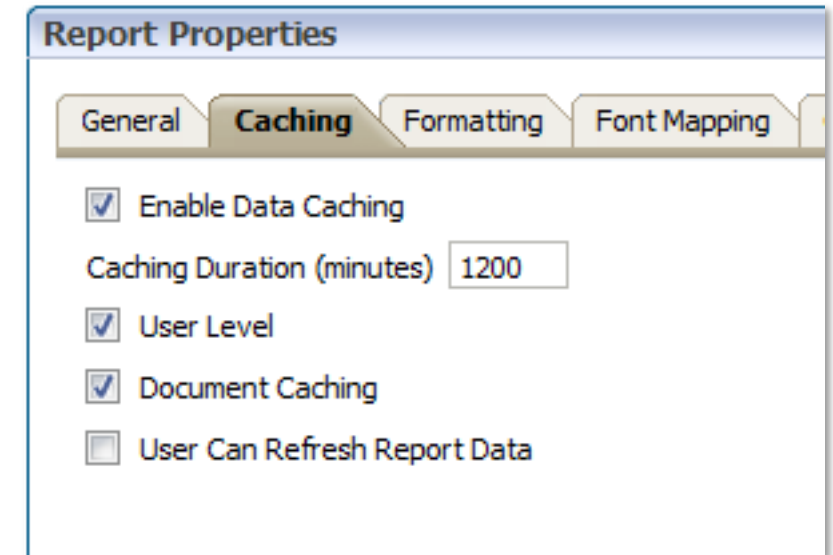 Report Properties
General Caching Formatting Font Mapping
Enable Data Caching
Caching Duration (minutes) 1200
User Level
Document Caching
User Can Refresh Report Data